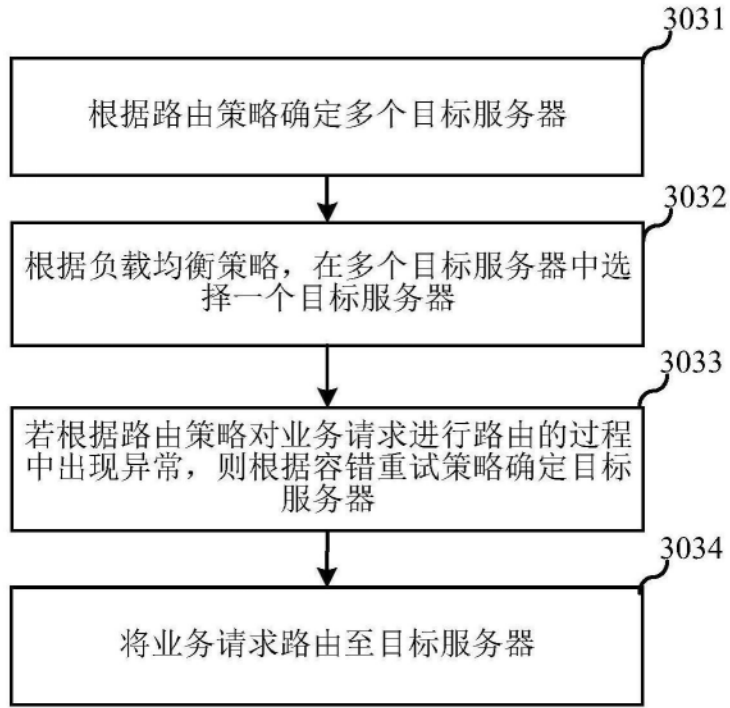 3031
根据路由策略确定多个目标服务器
3032
根据负载均衡策略，在多个目标服务器中选
择一个目标服务器
3033
若根据路由策略对业务请求进行路由的过程
中出现异常，则根据容错重试策略确定目标
服务器
3034
将业务请求路由至目标服务器